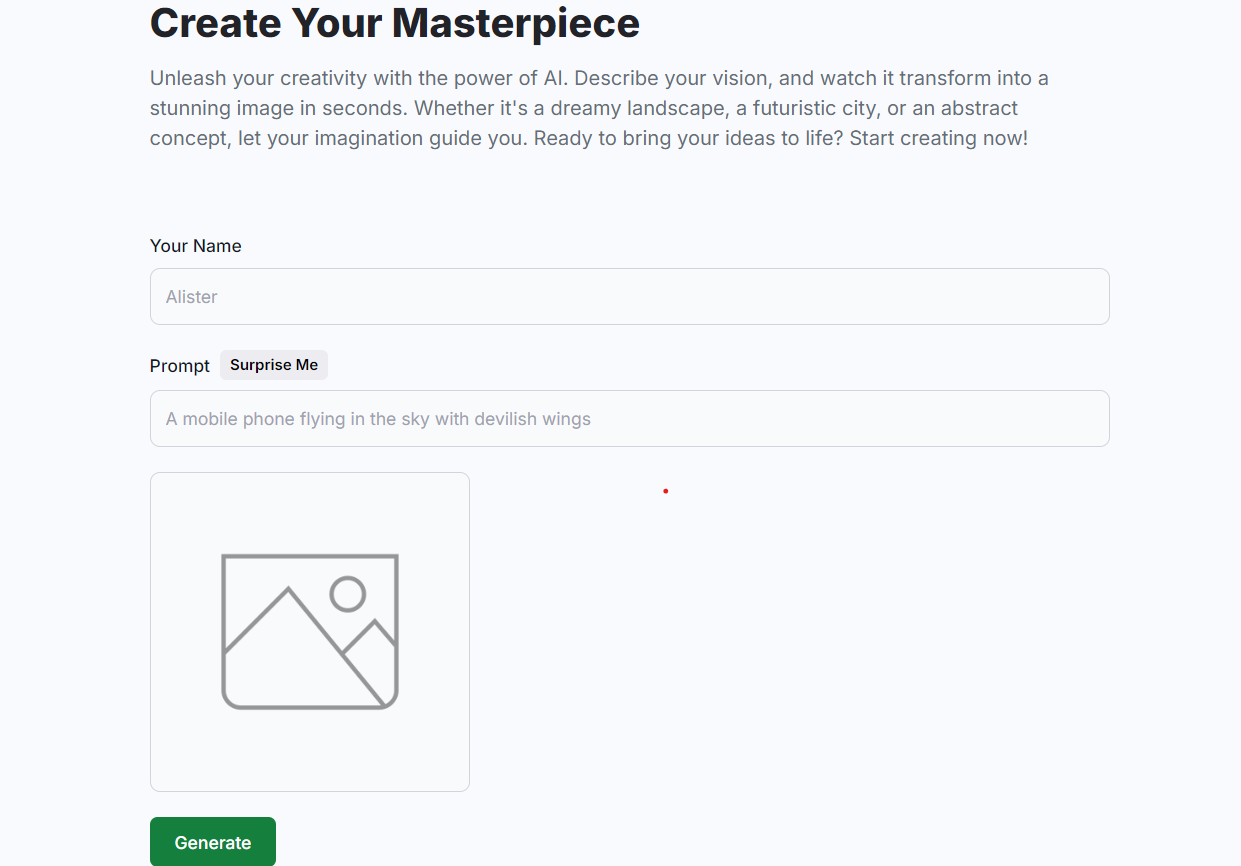 Create Your Masterpiece
Unleash your creativity with the power of AI. Describe your vision, and watch it transform into a
stunning image in seconds. Whether it's a dreamy landscape, a futuristic city, or an abstract
concept, let your imagination guide you. Ready to bring your ideas to life? Start creating now!
Your Name
Alister
Prompt Surprise Me
A mobile phone flying in the sky with devilish wings
Generate